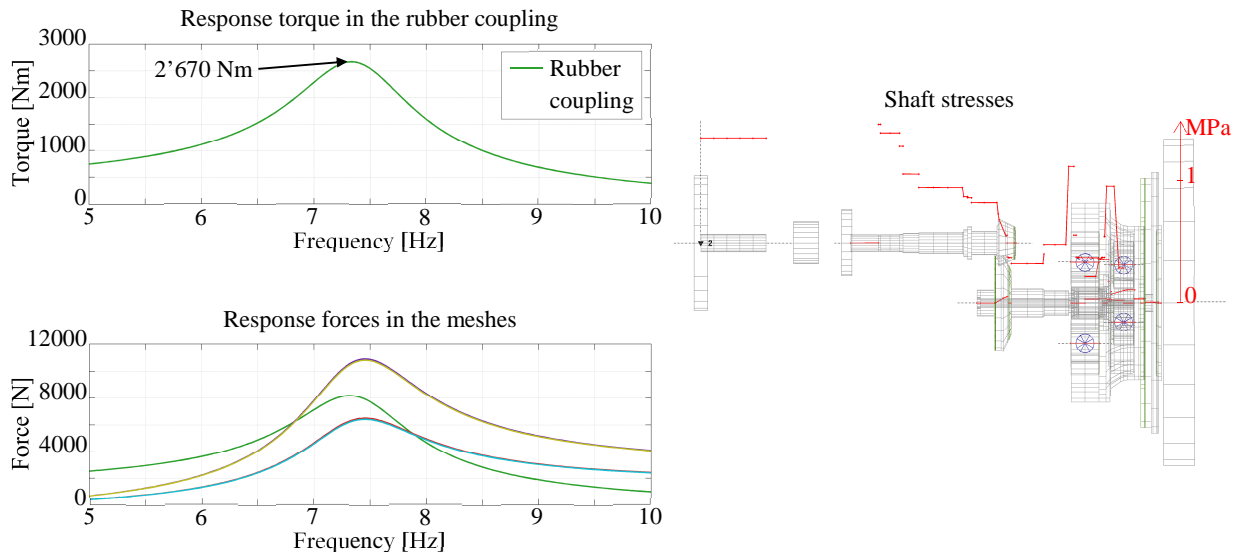 Response torque in the rubber coupling
3000
2000
1000
0
Torque [Nm]
2’670 Nm
Rubber
coupling
5
6
7
8
9
10
Frequency [Hz]
Response forces in the meshes
12000
8000
4000
0
Force [N]
5
6
7
8
9
10
Frequency [Hz]
Shaft stresses
MPa
1
0
2